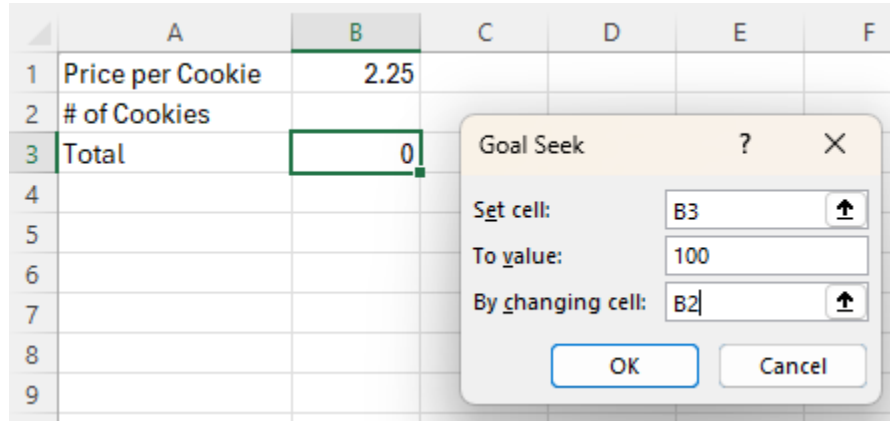 A B C D E F
1 Price per Cookie 2.25
2 # of Cookies
3 Total 0
4
5
6
7
8
9
Goal Seek ? ×
Set cell: B3
To value: 100
By changing cell: B2
OK Cancel